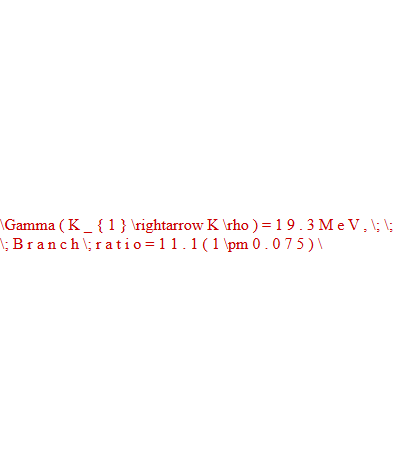 \Gamma ( K _ { 1 } \rightarrow K \rho ) = 1 9 . 3 M e V , \; \;
\; B r a n c h \; r a t i o = 1 1 . 1 ( 1 \pm 0 . 0 7 5 ) \